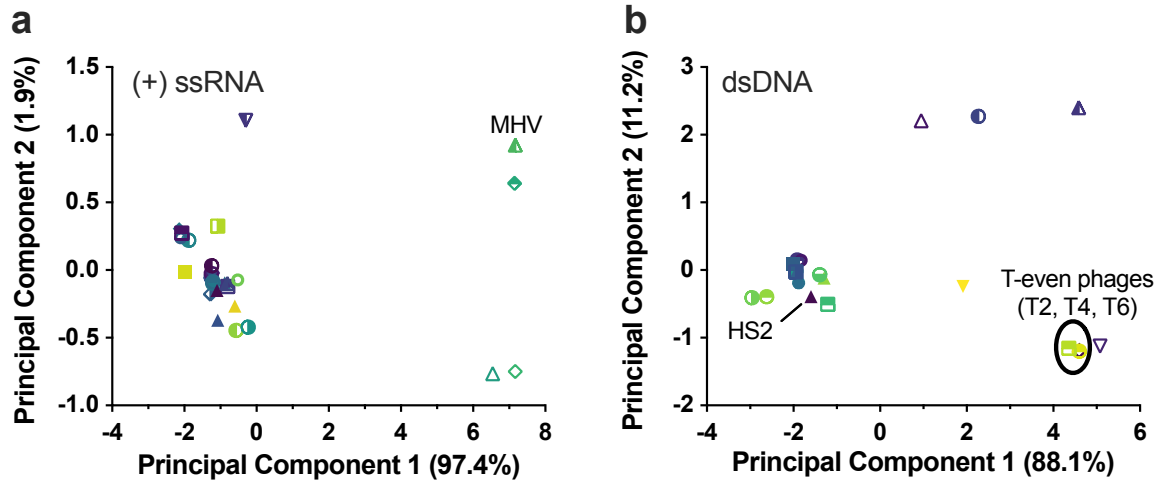 a
(+) ssRNA
MHV
Principal Component 2 (1.9%)
1.5
1.0
0.5
0.0
-0.5
-1.0
-4 -2 0 2 4 6 8
Principal Component 1 (97.4%)
b
dsDNA
HS2
T-even phages
(T2, T4, T6)
Principal Component 2 (11.2%)
3
2
1
0
-1
-2
-4 -2 0 2 4 6
Principal Component 1 (88.1%)